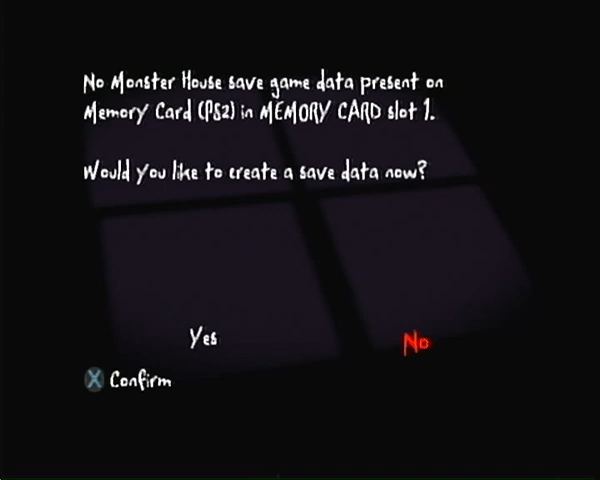 No Monster House save game data present on
Memory Card (PS2) in MEMORY CARD slot 1.
Would you like to create a save data now?
Yes
No
X Confirm